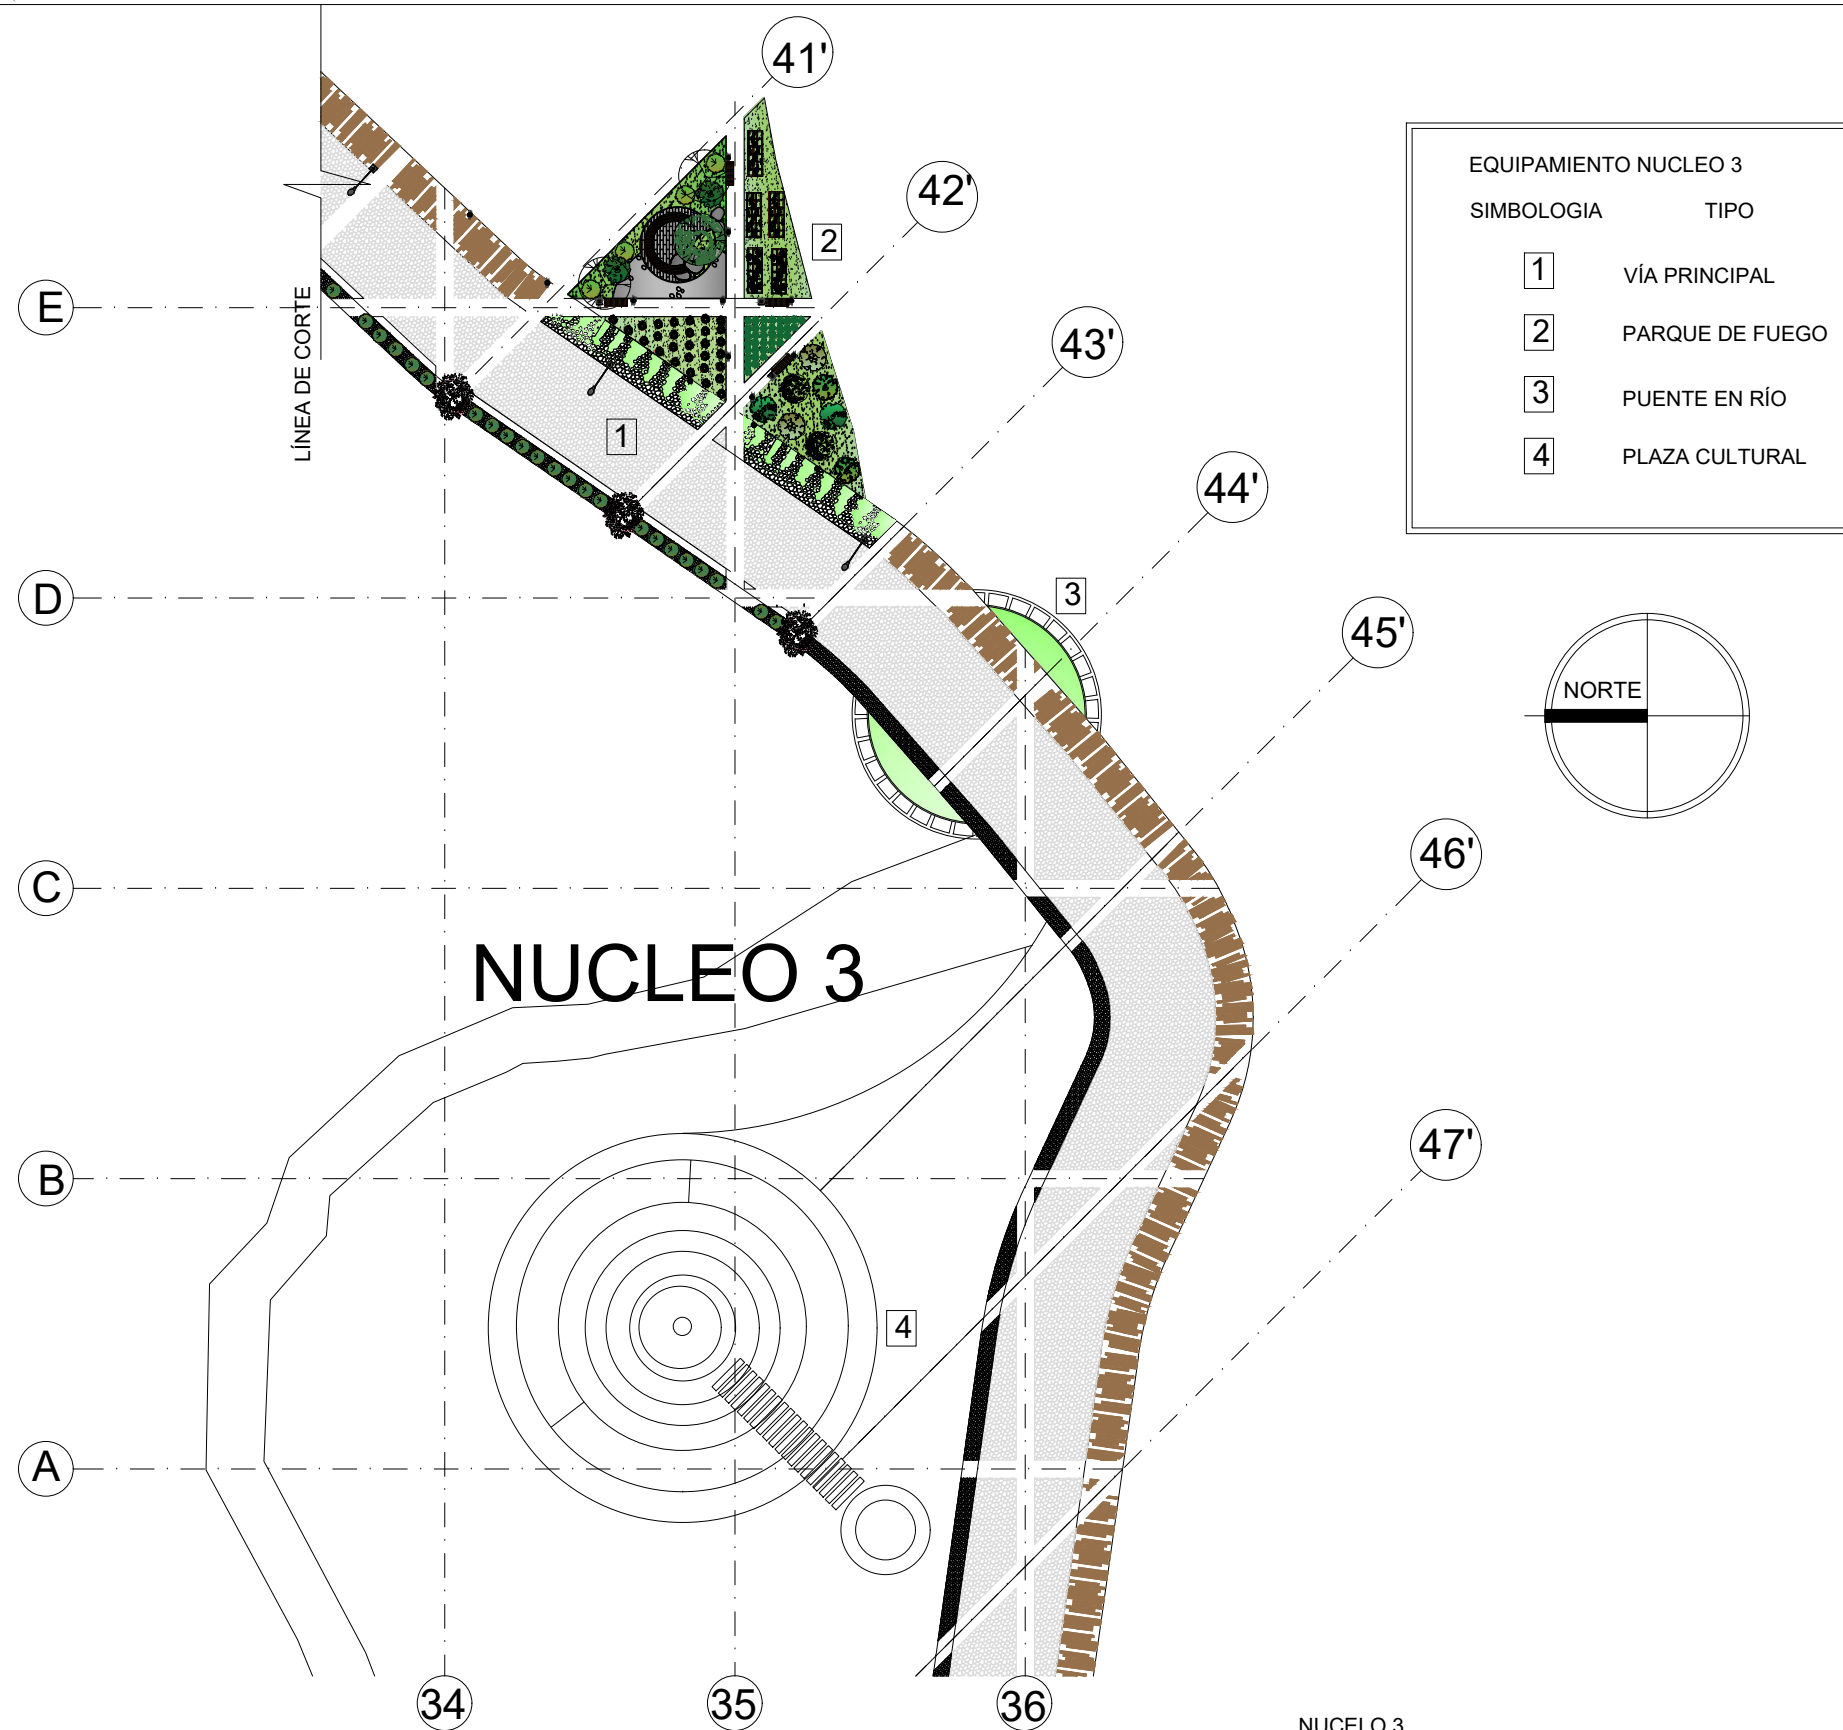 41'
42'
43'
44'
45'
46'
47'
E
D
C
B
A
34
35
36
LÍNEA DE CORTE
1
2
3
4
NUCLEO 3
EQUIPAMIENTO NUCLEO 3
SIMBOLOGIA TIPO
1 VÍA PRINCIPAL
2 PARQUE DE FUEGO
3 PUENTE EN RÍO
4 PLAZA CULTURAL
NORTE
NUCELO 3